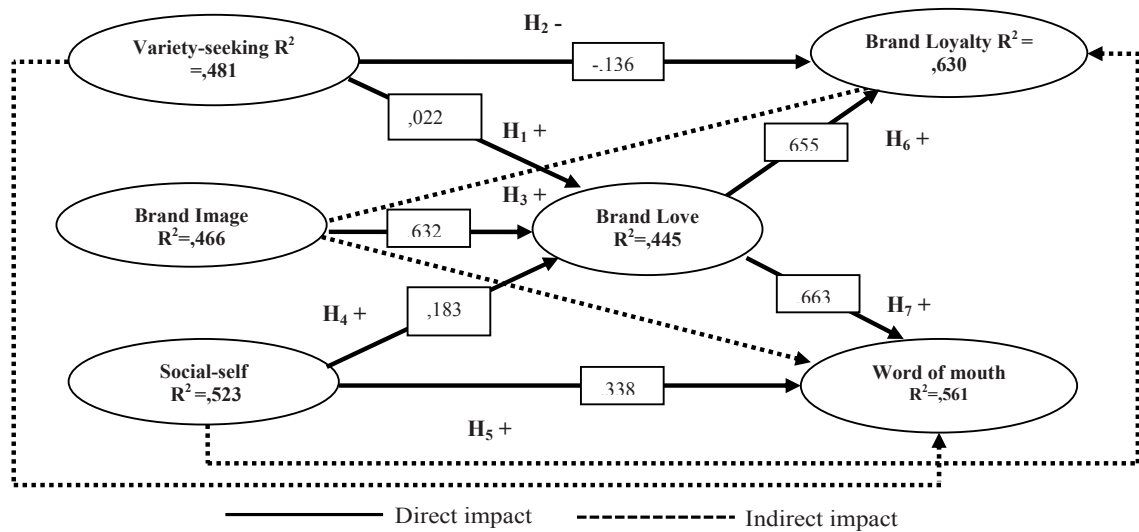 H2 -
Variety-seeking R2
=,481
Brand Loyalty R2 =
,630
-.136
,022
H1 +
.655
H6 +
H3 +
Brand Image
R2=,466
.632
Brand Love
R2=,445
H4 +
,183
.663
H7 +
Social-self
R2 =,523
.338
Word of mouth
R2=,561
H5 +
Direct impact
Indirect impact